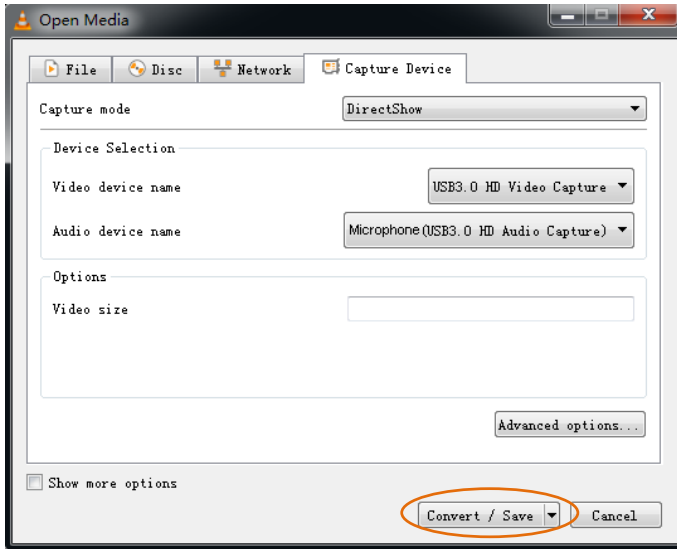 Open Media
File Disc Network Capture Device
Capture mode DirectShow
Device Selection
Video device name USB3.0 HD Video Capture
Audio device name Microphone(USB3.0 HD Audio Capture)
Options
Video size
Advanced options...
Show more options
Convert / Save Cancel